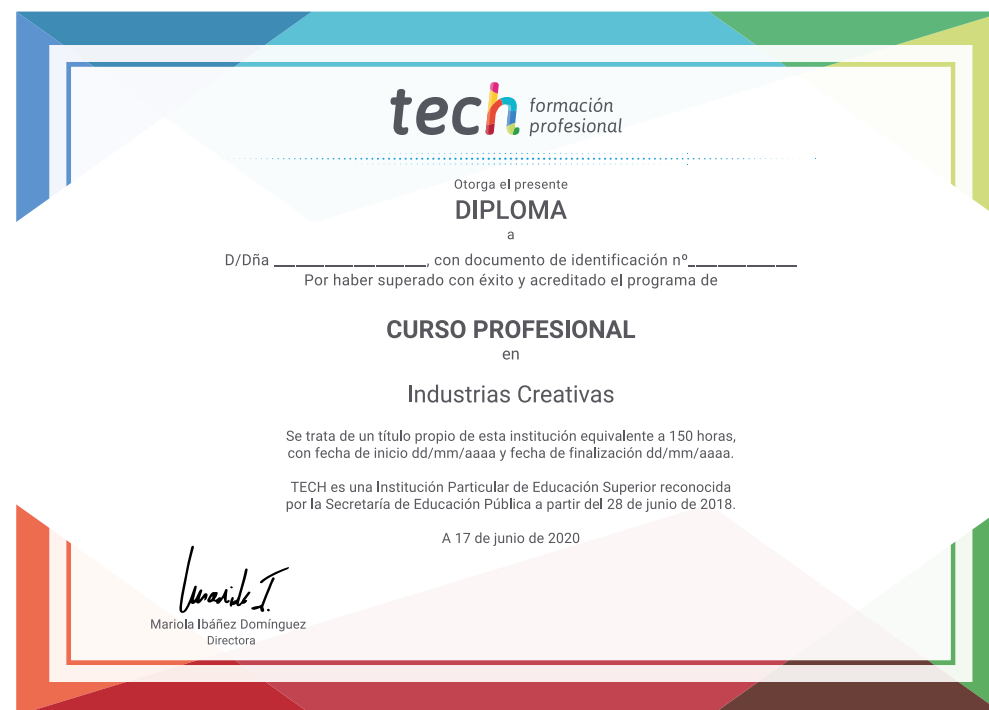 tech formación
profesional
Otorga el presente
DIPLOMA
a
D/Dña ____________________, con documento de identificación nº______________
Por haber superado con éxito y acreditado el programa de
CURSO PROFESIONAL
en
Industrias Creativas
Se trata de un título propio de esta institución equivalente a 150 horas,
con fecha de inicio dd/mm/aaaa y fecha de finalización dd/mm/aaaa.
TECH es una Institución Particular de Educación Superior reconocida
por la Secretaría de Educación Pública a partir del 28 de junio de 2018.
A 17 de junio de 2020
Mariola Ibáñez Domínguez
Directora